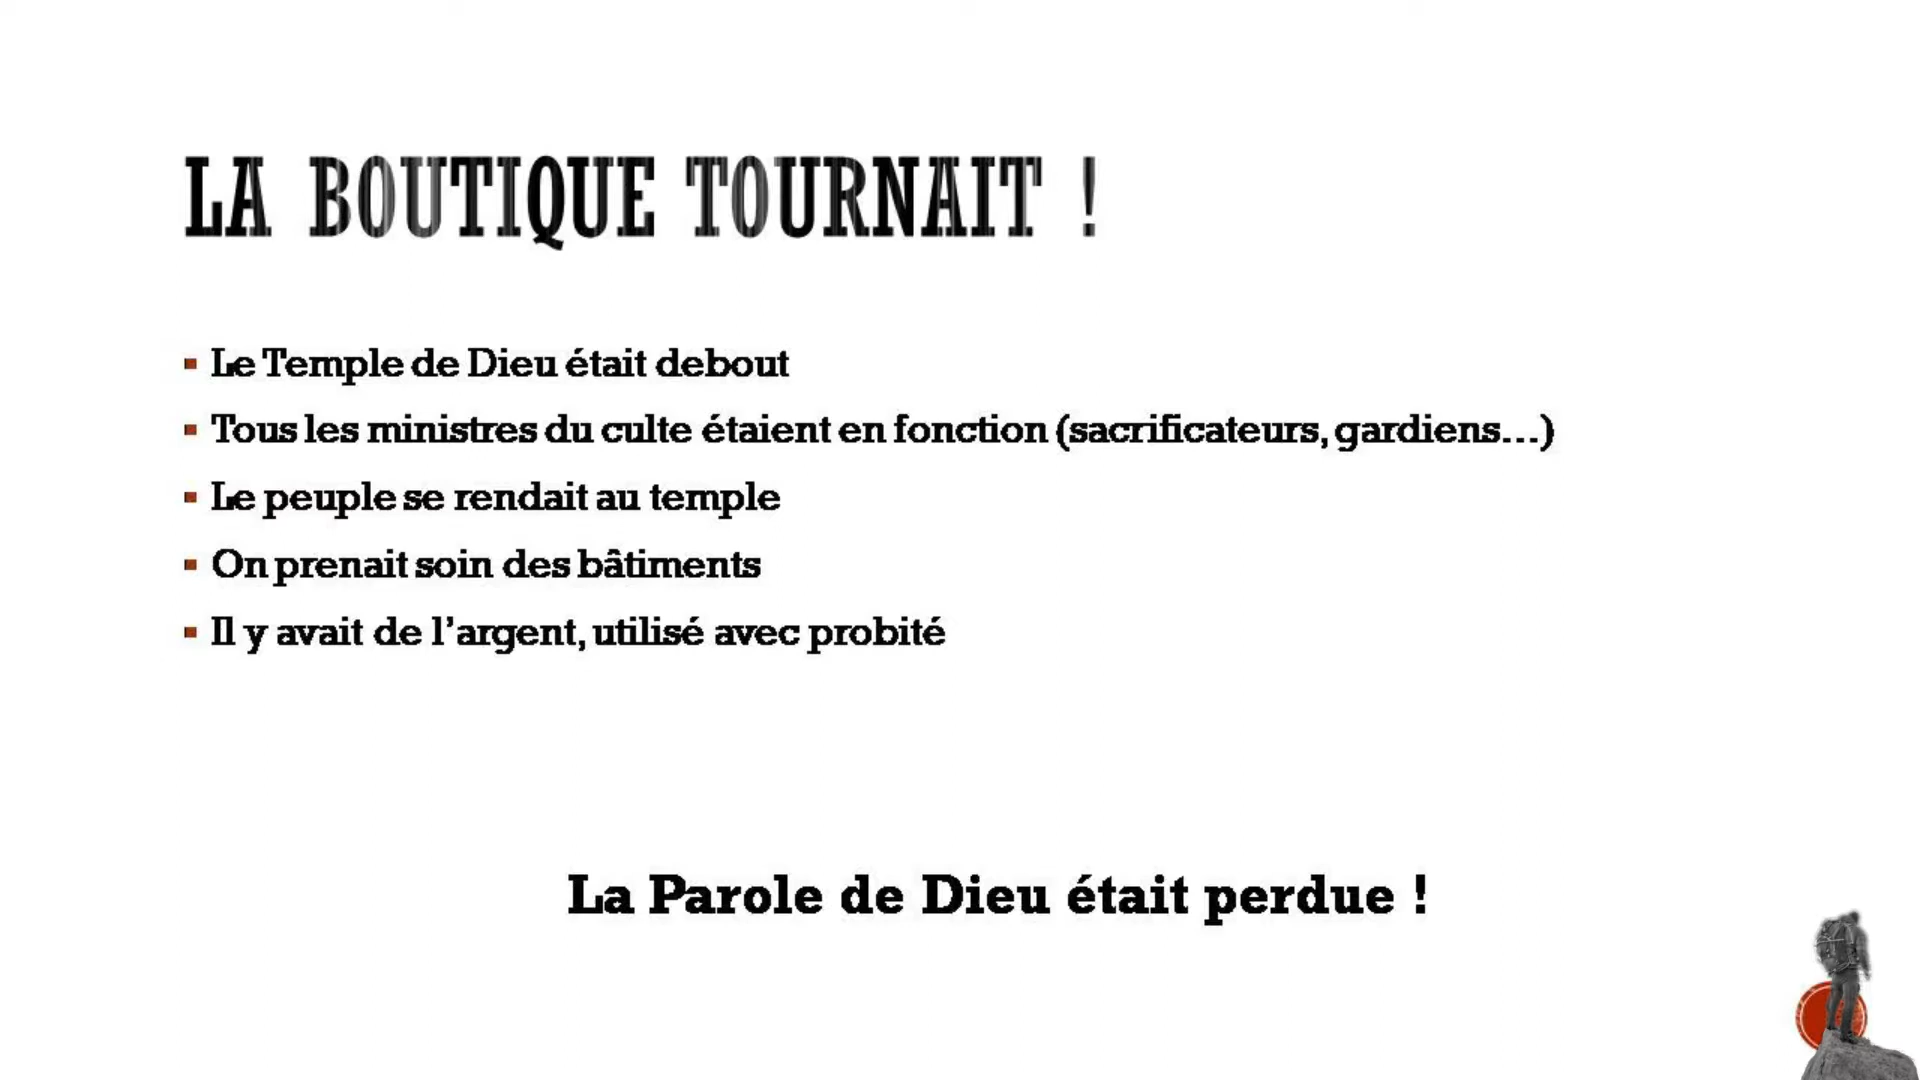 LA BOUTIQUE TOURNAIT !
▪ Le Temple de Dieu était debout
▪ Tous les ministres du culte étaient en fonction (sacrificateurs, gardiens…)
▪ Le peuple se rendait au temple
▪ On prenait soin des bâtiments
▪ Il y avait de l’argent, utilisé avec probité
La Parole de Dieu était perdue !